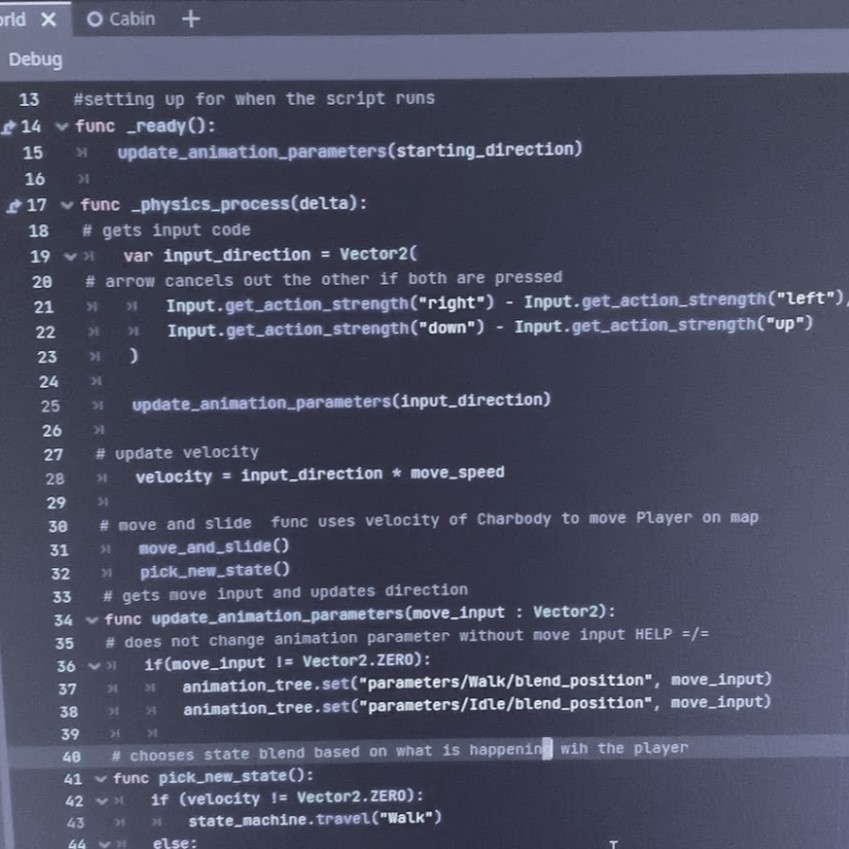 orld × Cabin +
Debug
13 #setting up for when the script runs
14 func _ready():
15 update_animation_parameters(starting_direction)
16
17 func _physics_process(delta):
18 # gets input code
19 var input_direction = Vector2(
20 # arrow cancels out the other if both are pressed
21 Input.get_action_strength("right") - Input.get_action_strength("left"),
22 Input.get_action_strength("down") - Input.get_action_strength("up")
23 )
24
25 update_animation_parameters(input_direction)
26
27 # update velocity
28 velocity = input_direction * move_speed
29
30 # move and slide  func uses velocity of Charbody to move Player on map
31 move_and_slide()
32 pick_new_state()
33 # gets move input and updates direction
34 func update_animation_parameters(move_input : Vector2):
35 # does not change animation parameter without move input HELP =/=
36 if(move_input != Vector2.ZERO):
37 animation_tree.set("parameters/Walk/blend_position", move_input)
38 animation_tree.set("parameters/Idle/blend_position", move_input)
39
40 # chooses state blend based on what is happening wih the player
41 func pick_new_state():
42 if (velocity != Vector2.ZERO):
43 state_machine.travel("Walk")
44 else: